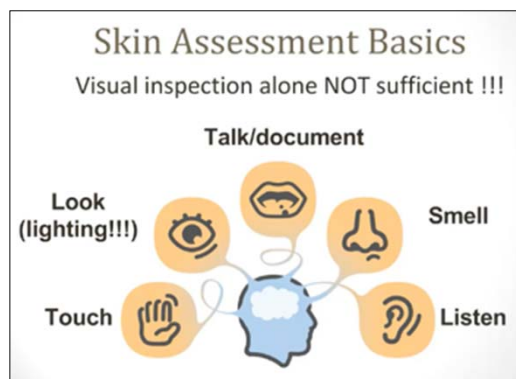 Skin Assessment Basics
Visual inspection alone NOT sufficient !!!
Talk/document
Look
(lighting!!!)
Smell
Touch
Listen